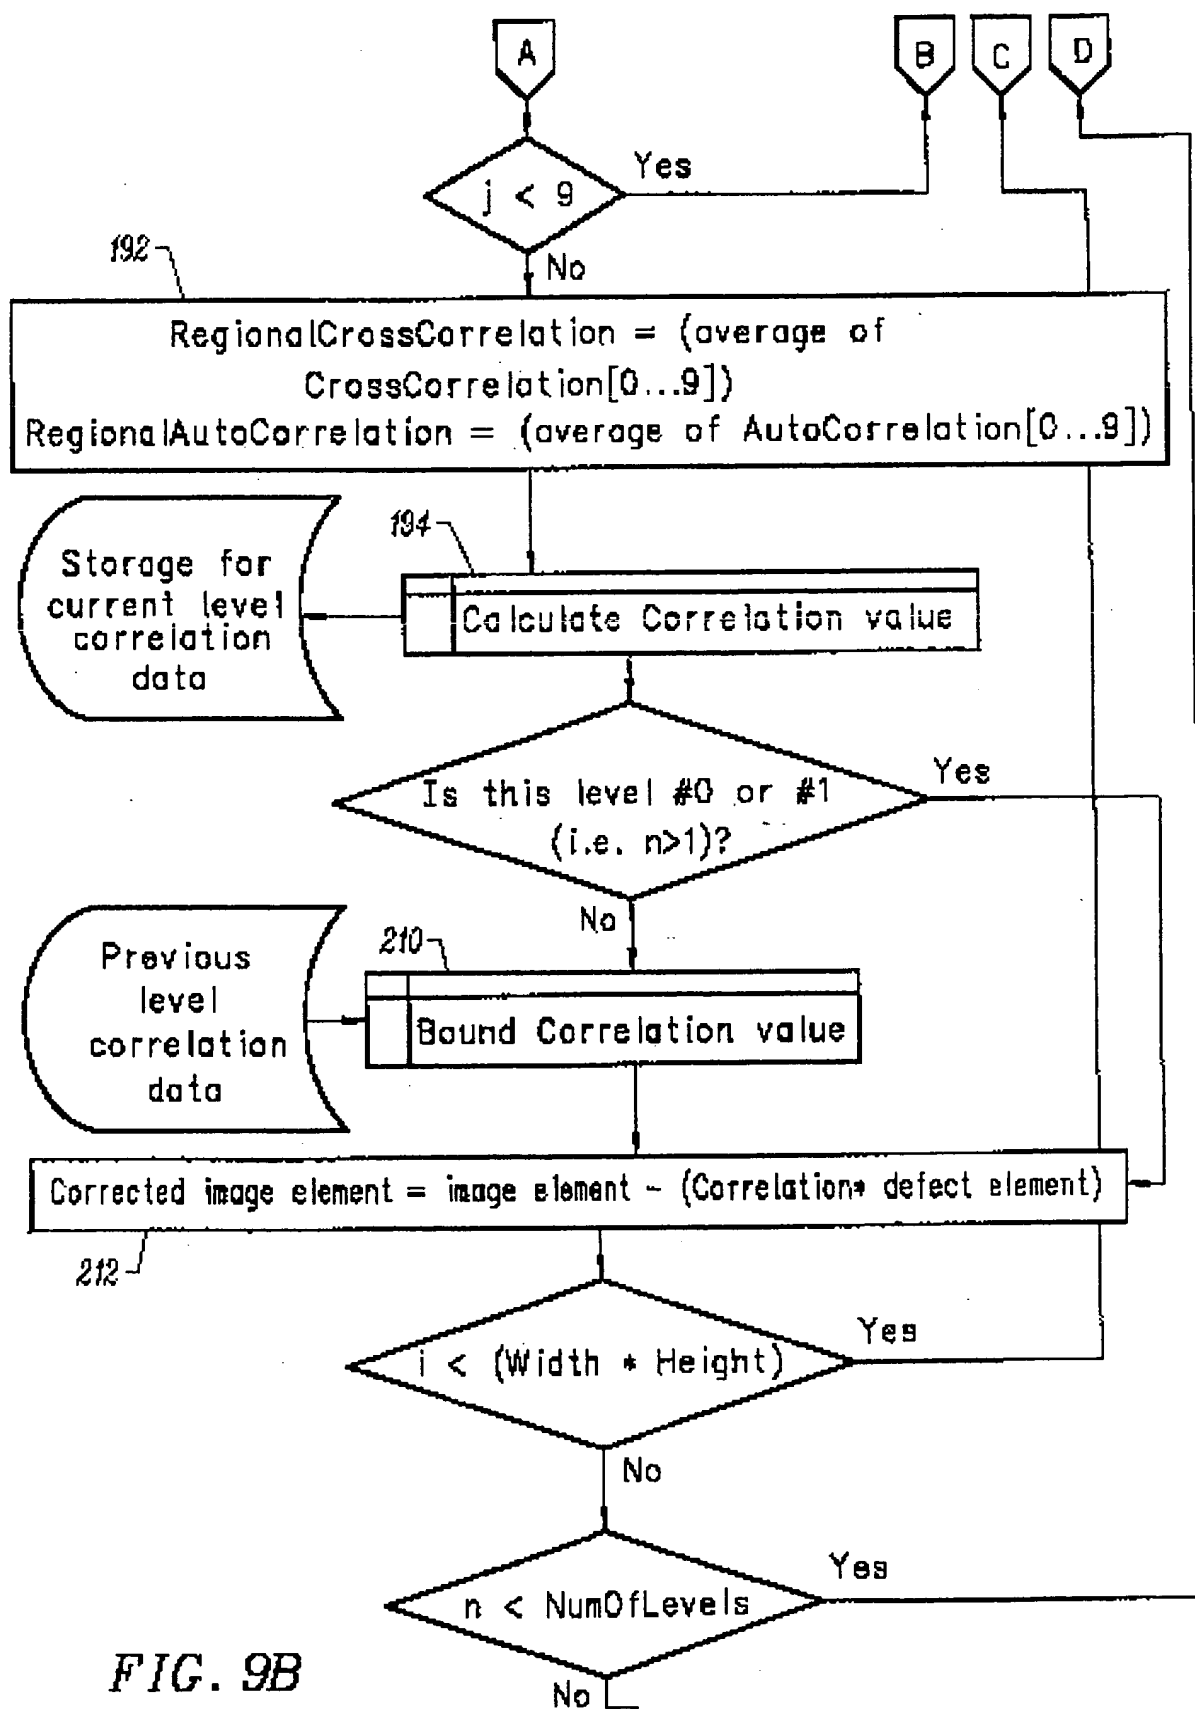 A
B
C
D
j < 9
Yes
No
192
RegionalCrossCorrelation = (average of
CrossCorrelation[0...9])
RegionalAutoCorrelation = (average of AutoCorrelation[0...9])
194
Storage for
current level
correlation
data
Calculate Correlation value
Is this level #0 or #1
(i.e. n>1)?
Yes
No
Previous
level
correlation
data
210
Bound Correlation value
Corrected image element = image element - (Correlation* defect element)
212
i < (Width * Height)
Yes
No
n < NumOfLevels
Yes
No
FIG. 9B